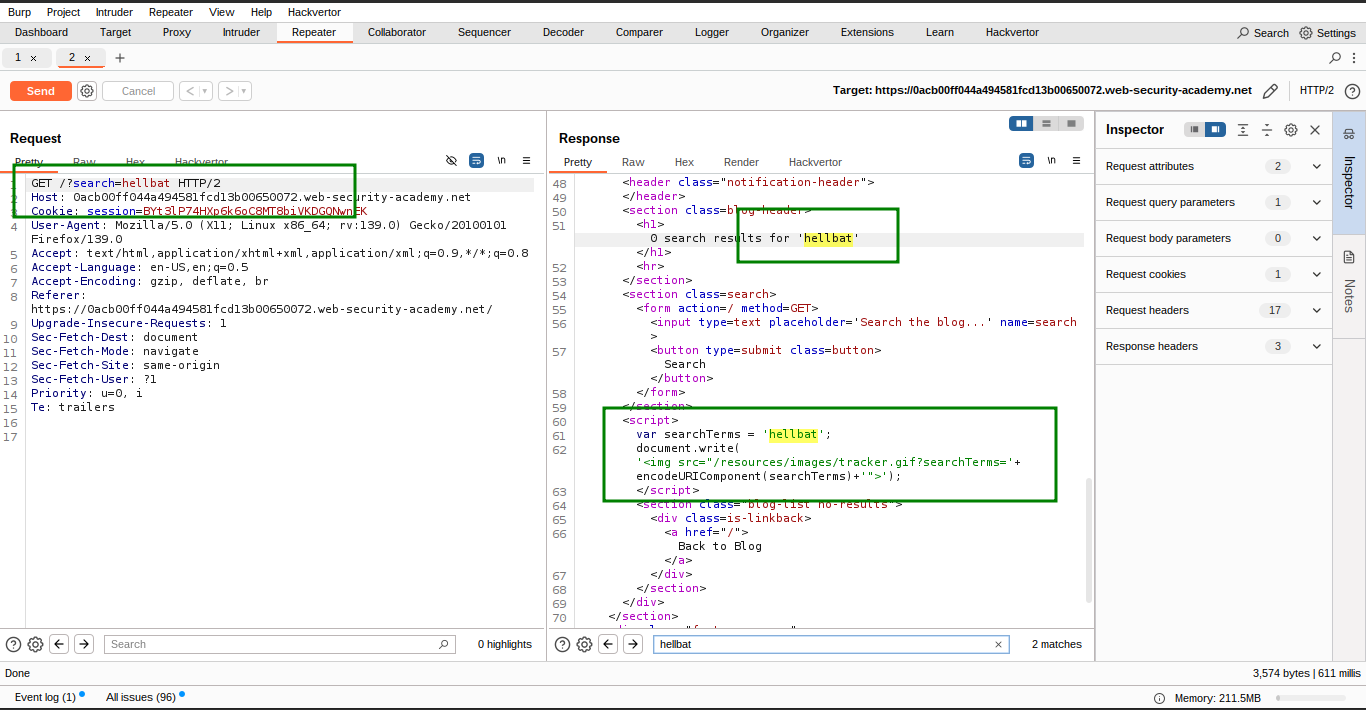 Burp Project Intruder Repeater View Help Hackvertor
Dashboard Target Proxy Intruder Repeater Collaborator Sequencer Decoder Comparer Logger Organizer Extensions Learn Hackvertor Search Settings
1 × 2 × +
Send Cancel < > Target: https://0acb00ff044a494581fcd13b00650072.web-security-academy.net HTTP/2
Request
Pretty Raw Hex Hackvertor \n
1 GET /?search=hellbat HTTP/2
2 Host: 0acb00ff044a494581fcd13b00650072.web-security-academy.net
3 Cookie: session=BYt3lP74HXp6k6oC8MT8biVKDGQNwnEK
4 User-Agent: Mozilla/5.0 (X11; Linux x86_64; rv:139.0) Gecko/20100101
Firefox/139.0
5 Accept: text/html,application/xhtml+xml,application/xml;q=0.9,*/*;q=0.8
6 Accept-Language: en-US,en;q=0.5
7 Accept-Encoding: gzip, deflate, br
8 Referer:
https://0acb00ff044a494581fcd13b00650072.web-security-academy.net/
9 Upgrade-Insecure-Requests: 1
10 Sec-Fetch-Dest: document
11 Sec-Fetch-Mode: navigate
12 Sec-Fetch-Site: same-origin
13 Sec-Fetch-User: ?1
14 Priority: u=0, i
15 Te: trailers
16
17
Search 0 highlights
Response
Pretty Raw Hex Render Hackvertor \n
48 <header class="notification-header">
49 </header>
50 <section class=blog-header>
51 <h1>
0 search results for 'hellbat'
</h1>
52 <hr>
53 </section>
54 <section class=search>
55 <form action=/ method=GET>
56 <input type=text placeholder='Search the blog...' name=search
>
57 <button type=submit class=button>
Search
</button>
58 </form>
59 </section>
60 <script>
61 var searchTerms = 'hellbat';
62 document.write(
'<img src="/resources/images/tracker.gif?searchTerms='+
encodeURIComponent(searchTerms)+'">');
63 </script>
64 <section class="blog-list no-results">
65 <div class=is-linkback>
66 <a href="/">
Back to Blog
</a>
67 </div>
68 </section>
69 </div>
70 </section>
hellbat × 2 matches
Inspector
Request attributes 2
Request query parameters 1
Request body parameters 0
Request cookies 1
Request headers 17
Response headers 3
Inspector
Notes
Done 3,574 bytes | 611 millis
Event log (1) All issues (96) Memory: 211.5MB